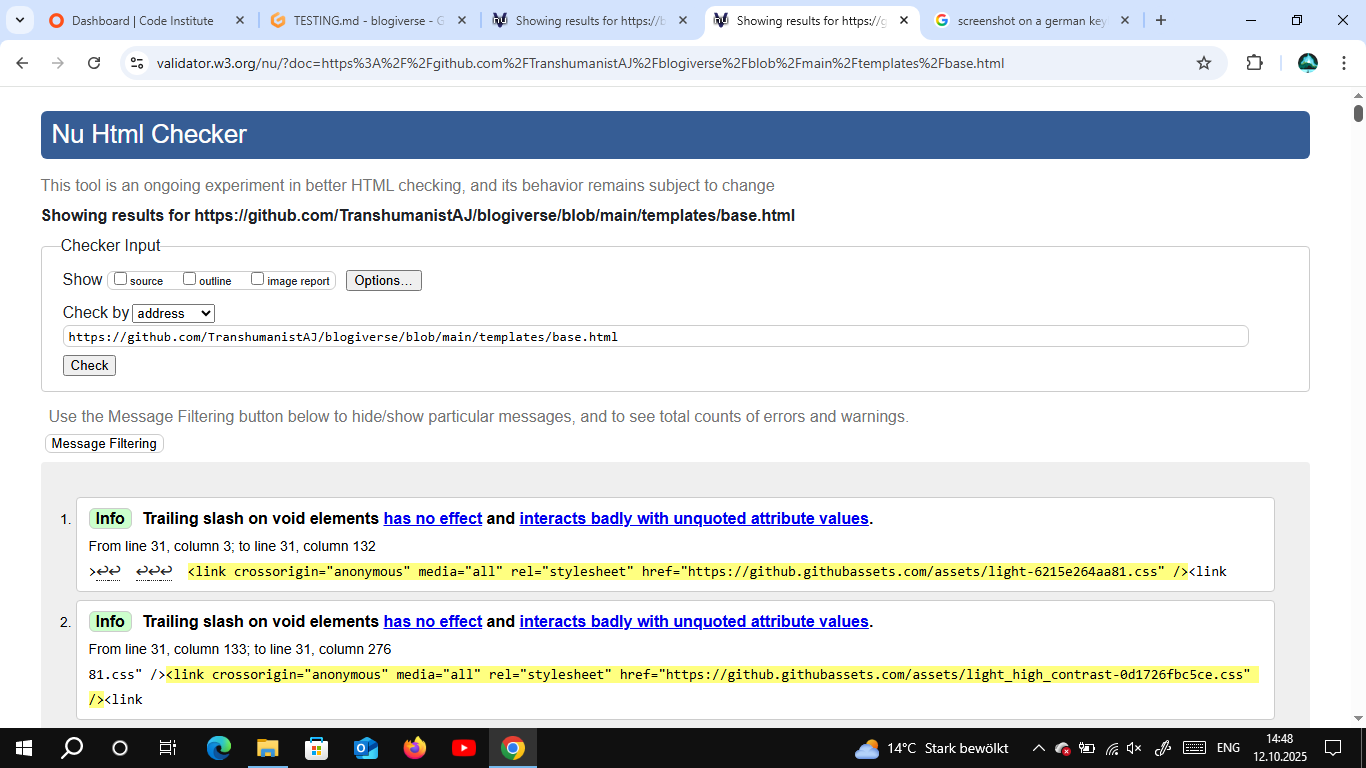 Dashboard | Code Institute
TESTING.md - blogiverse - G
Showing results for https://b
Showing results for https://g
screenshot on a german key
validator.w3.org/nu/?doc=https%3A%2F%2Fgithub.com%2FTranshumanistAJ%2Fblogiverse%2Fblob%2Fmain%2Ftemplates%2Fbase.html
Nu Html Checker
This tool is an ongoing experiment in better HTML checking, and its behavior remains subject to change
Showing results for https://github.com/TranshumanistAJ/blogiverse/blob/main/templates/base.html
Checker Input
Show source outline image report Options...
Check by address
https://github.com/TranshumanistAJ/blogiverse/blob/main/templates/base.html
Check
Use the Message Filtering button below to hide/show particular messages, and to see total counts of errors and warnings.
Message Filtering
1. Info Trailing slash on void elements has no effect and interacts badly with unquoted attribute values.
From line 31, column 3; to line 31, column 132
>↩↩ ↩↩↩ <link crossorigin="anonymous" media="all" rel="stylesheet" href="https://github.githubassets.com/assets/light-6215e264aa81.css" /><link
2. Info Trailing slash on void elements has no effect and interacts badly with unquoted attribute values.
From line 31, column 133; to line 31, column 276
81.css" /><link crossorigin="anonymous" media="all" rel="stylesheet" href="https://github.githubassets.com/assets/light_high_contrast-0d1726fbc5ce.css"
/><link
14°C Stark bewölkt
ENG
14:48
12.10.2025